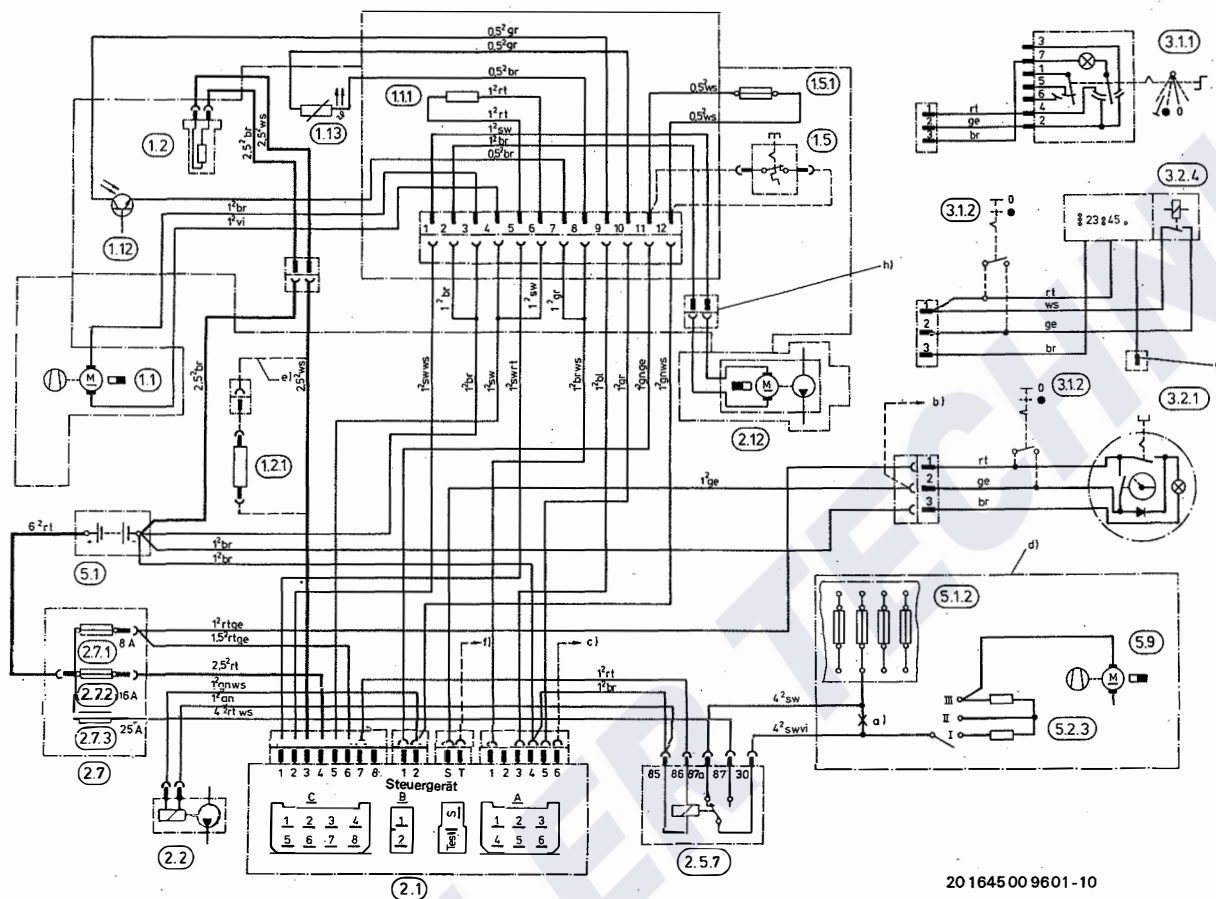 0,5²gr
0,5²gr
0,5²br
1.1.1
1²rt
1²rt
1²sw
1²br
0,5²br
0,5²ws
0,5²ws
1.5.1
1.5
1.13
1.2
2,5²br
2,5²ws
1²br
1²vi
1.12
1 2 3 4 5 6 7 8 9 10 11 12
1²br
1²sw
1²gr
h)
3 7 1 5 6 4 2
3.1.1
rt
ge
br
1
2
3
0
3.2.4
3.1.2
0
23 45
rt
ws
ge
br
1
2
3
3.1.2
0
3.2.1
M
1.1
2,5²br
e)
2,5²ws
1.2.1
1²swws
1²br
1²sw
1²swrt
1²brws
1²bl
1²gr
1²gnge
1²gnws
M
2.12
b)
1²ge
1
2
3
rt
ge
br
6²rt
5.1
1²br
1²br
d)
5.1.2
1²rtge
1,5²rtge
2.7.1
8A
2,5²rt
2.7.2
16A
1²gnws
1²gn
4²rtws
2.7.3
25A
2.7
f)
c)
1²rt
1²br
4²sw
a)
4²swvi
III
II
I
M
5.9
5.2.3
1 2 3 4 5 6 7 8
1 2
S T
1 2 3 4 5 6
Steuergerät
C
1 2 3 4
5 6 7 8
B
1
2
Test S
A
1 2 3
4 5 6
85 86 87a 87 30
2.2
2.1
2.5.7
20164500 9601-10
ER TECHN